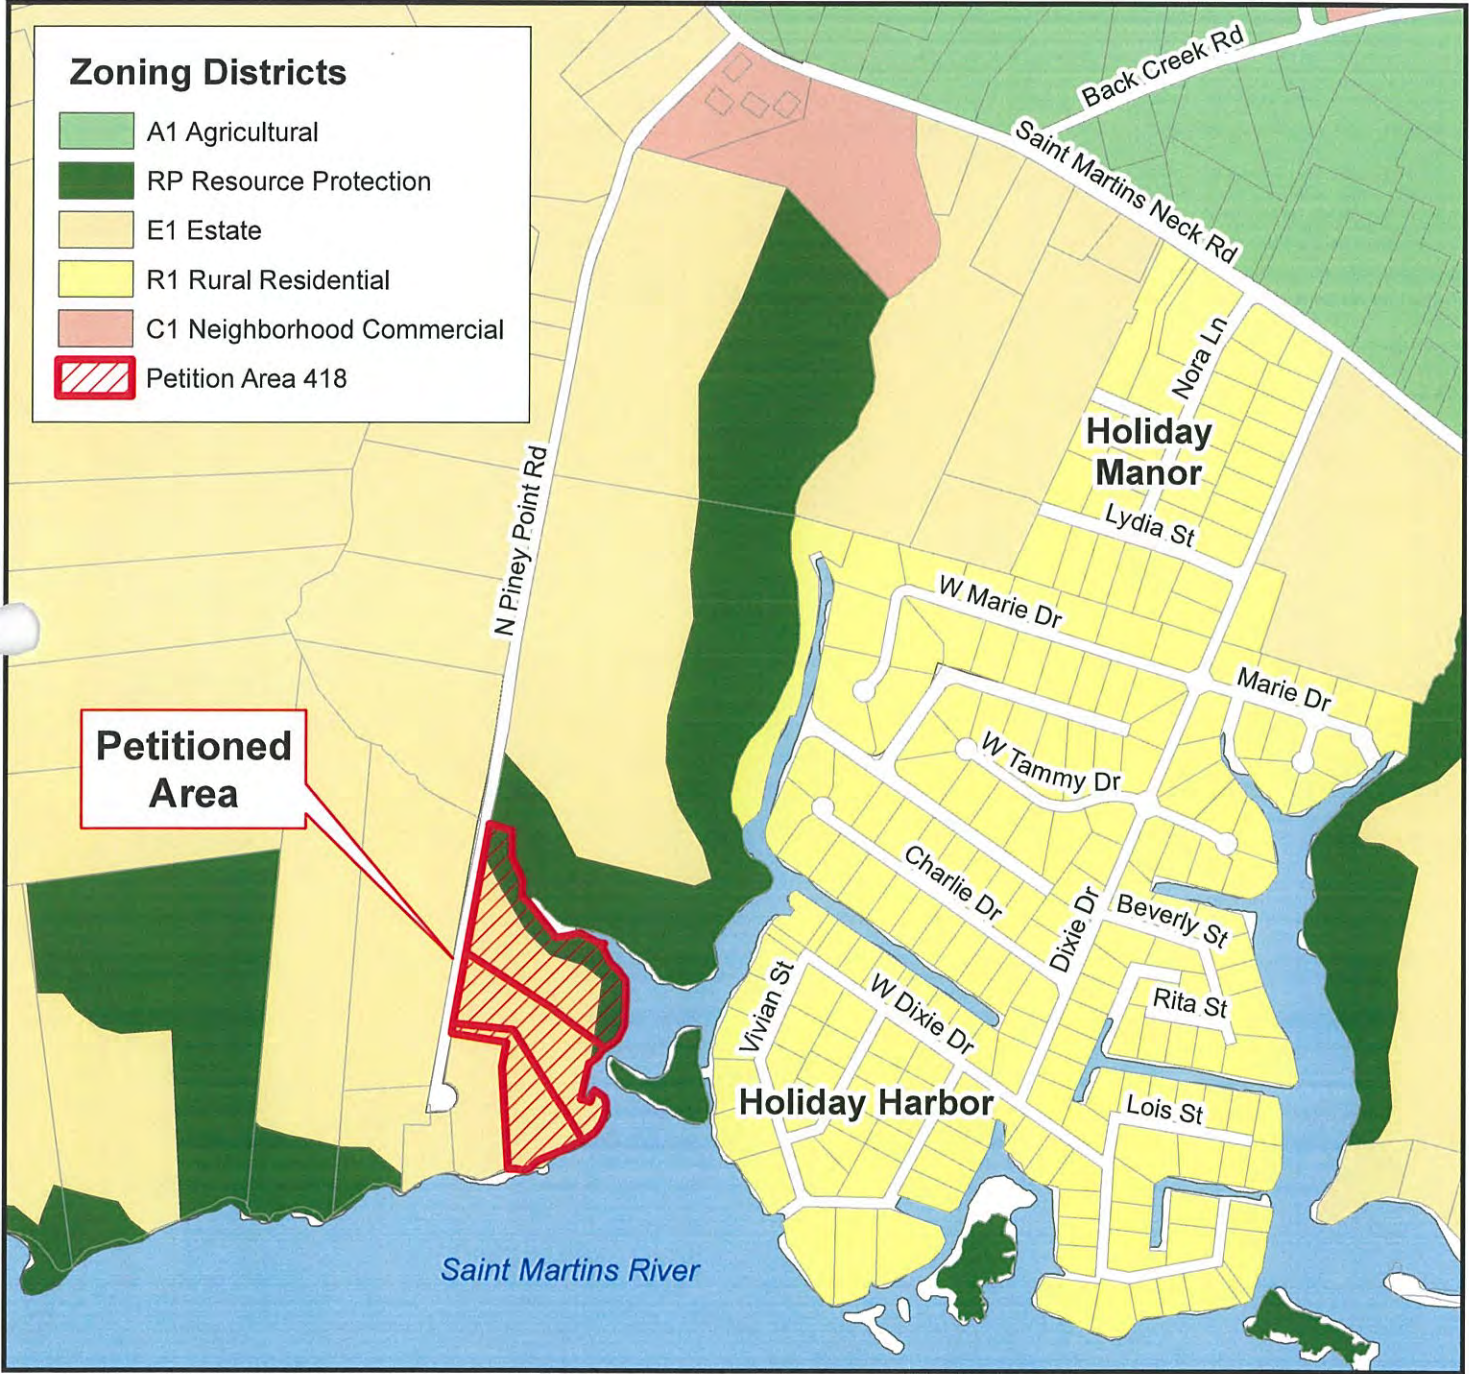 Zoning Districts
A1 Agricultural
RP Resource Protection
E1 Estate
R1 Rural Residential
C1 Neighborhood Commercial
Petition Area 418
Back Creek Rd
Saint Martins Neck Rd
Nora Ln
Holiday
Manor
Lydia St
N Piney Point Rd
W Marie Dr
Marie Dr
Petitioned
Area
W Tammy Dr
Charlie Dr
Dixie Dr
Beverly St
Vivian St
W Dixie Dr
Rita St
Holiday Harbor
Lois St
Saint Martins River